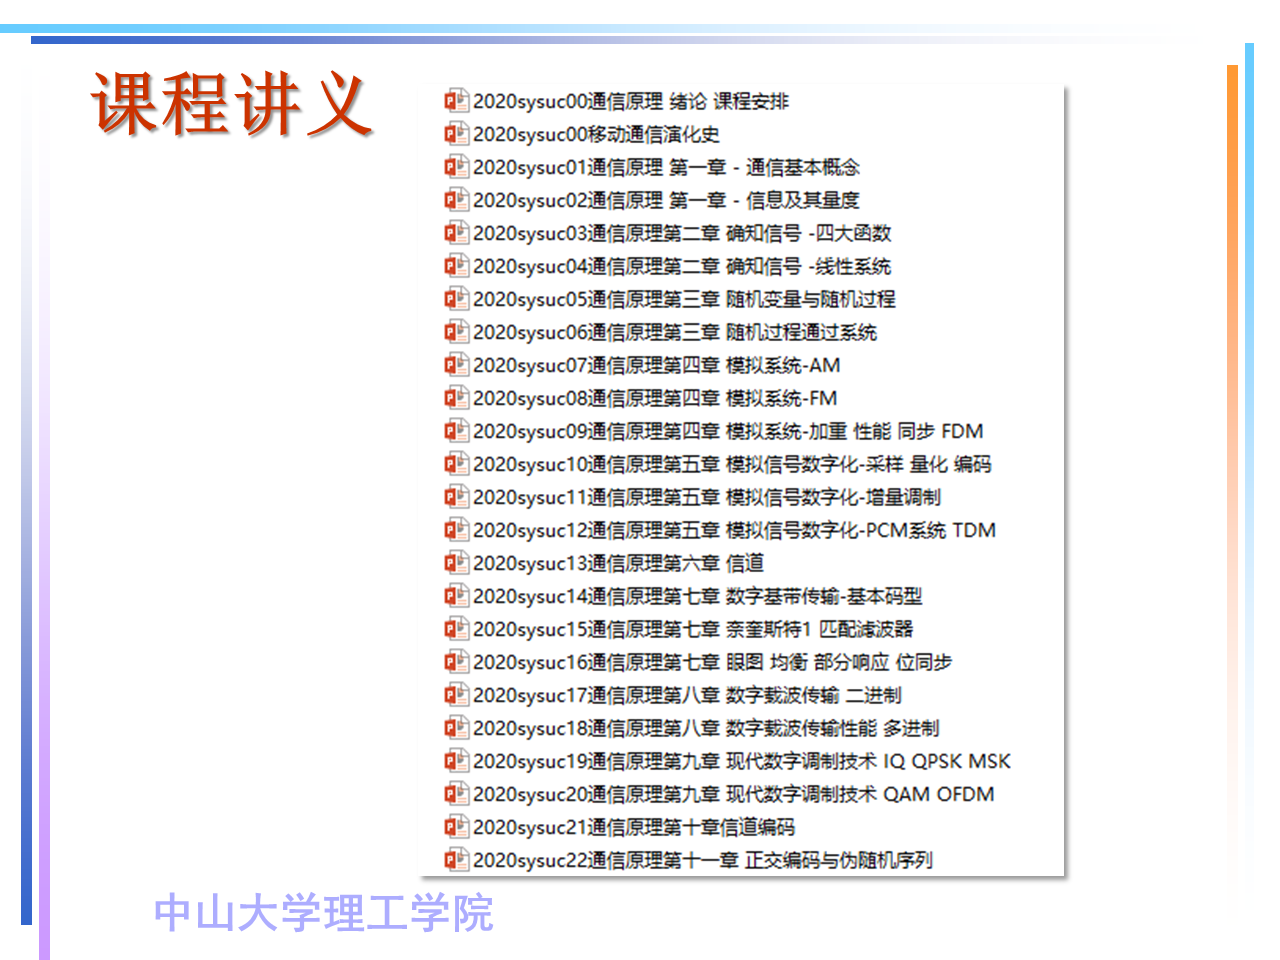 课程讲义
2020sysuc00通信原理 绪论 课程安排
2020sysuc00移动通信演化史
2020sysuc01通信原理 第一章 - 通信基本概念
2020sysuc02通信原理 第一章 - 信息及其量度
2020sysuc03通信原理第二章 确知信号 -四大函数
2020sysuc04通信原理第二章 确知信号 -线性系统
2020sysuc05通信原理第三章 随机变量与随机过程
2020sysuc06通信原理第三章 随机过程通过系统
2020sysuc07通信原理第四章 模拟系统-AM
2020sysuc08通信原理第四章 模拟系统-FM
2020sysuc09通信原理第四章 模拟系统-加重 性能 同步 FDM
2020sysuc10通信原理第五章 模拟信号数字化-采样 量化 编码
2020sysuc11通信原理第五章 模拟信号数字化-增量调制
2020sysuc12通信原理第五章 模拟信号数字化-PCM系统 TDM
2020sysuc13通信原理第六章 信道
2020sysuc14通信原理第七章 数字基带传输-基本码型
2020sysuc15通信原理第七章 奈奎斯特1 匹配滤波器
2020sysuc16通信原理第七章 眼图 均衡 部分响应 位同步
2020sysuc17通信原理第八章 数字载波传输 二进制
2020sysuc18通信原理第八章 数字载波传输性能 多进制
2020sysuc19通信原理第九章 现代数字调制技术 IQ QPSK MSK
2020sysuc20通信原理第九章 现代数字调制技术 QAM OFDM
2020sysuc21通信原理第十章信道编码
2020sysuc22通信原理第十一章 正交编码与伪随机序列
中山大学理工学院